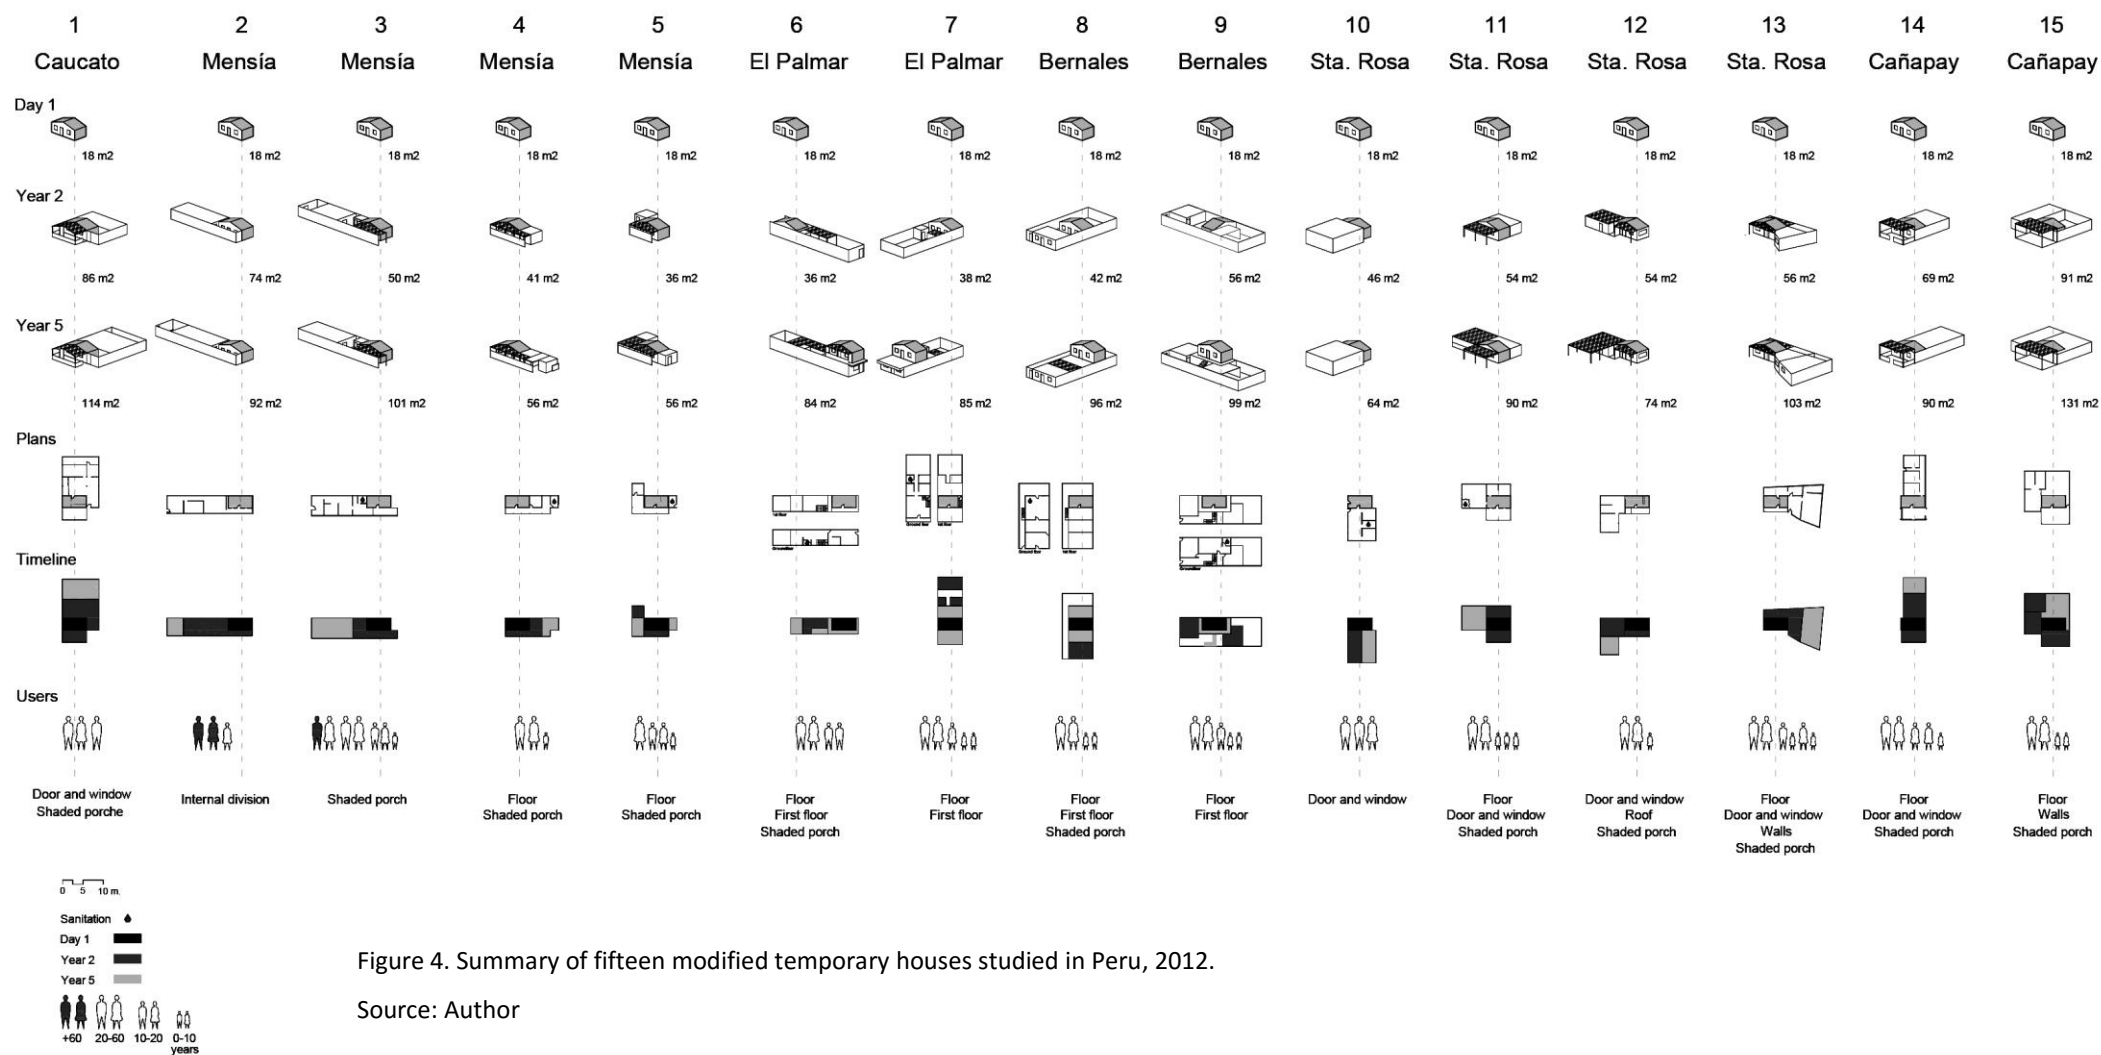 1 2 3 4 5 6 7 8 9 10 11 12 13 14 15
Caucato Mensía Mensía Mensía Mensía El Palmar El Palmar Bernales Bernales Sta. Rosa Sta. Rosa Sta. Rosa Sta. Rosa Cañapay Cañapay
Day 1
18 m2 18 m2 18 m2 18 m2 18 m2 18 m2 18 m2 18 m2 18 m2 18 m2 18 m2 18 m2 18 m2 18 m2 18 m2
Year 2
86 m2 74 m2 50 m2 41 m2 36 m2 36 m2 38 m2 42 m2 56 m2 46 m2 54 m2 54 m2 56 m2 69 m2 91 m2
Year 5
114 m2 92 m2 101 m2 56 m2 56 m2 84 m2 85 m2 96 m2 99 m2 64 m2 90 m2 74 m2 103 m2 90 m2 131 m2
Plans
1st floor
Ground floor 1st floor
Ground floor 1st floor
Groundfloor
Groundfloor
Timeline
Users
Door and window Internal division Shaded porch Floor Floor Floor Floor Floor Floor Door and window Floor Door and window Floor Floor Floor
Shaded porche Shaded porch Shaded porch First floor First floor First floor First floor Door and window Roof Door and window Door and window Walls
Shaded porch Shaded porch Shaded porch Shaded porch Walls Shaded porch Shaded porch
Shaded porch
0 5 10 m.
Sanitation
Day 1
Year 2
Year 5
+60 20-60 10-20 0-10
years
Figure 4. Summary of fifteen modified temporary houses studied in Peru, 2012.
Source: Author